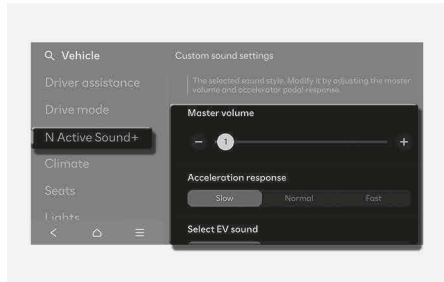 Vehicle
Custom sound settings
Driver assistance
The selected sound style. Modify it by adjusting the master
volume and accelerator pedal response.
Drive mode
Master volume
N Active Sound+
1
Climate
Acceleration response
Seats
Slow Normal Fast
Lights
Select EV sound